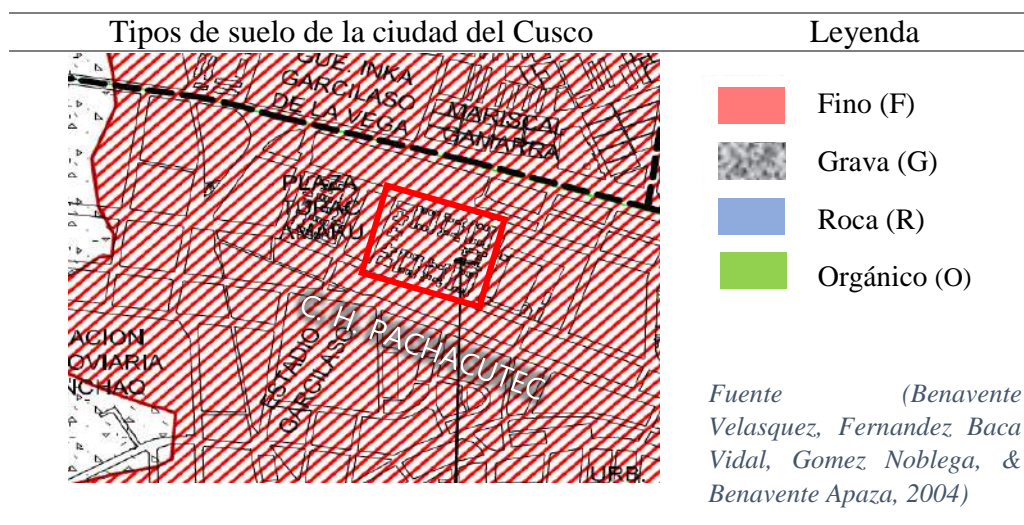 Tipos de suelo de la ciudad del Cusco
Leyenda
GUE. INKA
GARCILASO
DE LA VEGA
MARISCAL
GAMARRA
PLAZA
TUPAC
AMARU
C. H. PACHACUTEC
ESTADIO
GARCILASO
ACION
OVIARIA
NCHAQ
URB.
Fino (F)
Grava (G)
Roca (R)
Orgánico (O)
Fuente (Benavente
Velasquez, Fernandez Baca
Vidal, Gomez Noblega, &
Benavente Apaza, 2004)